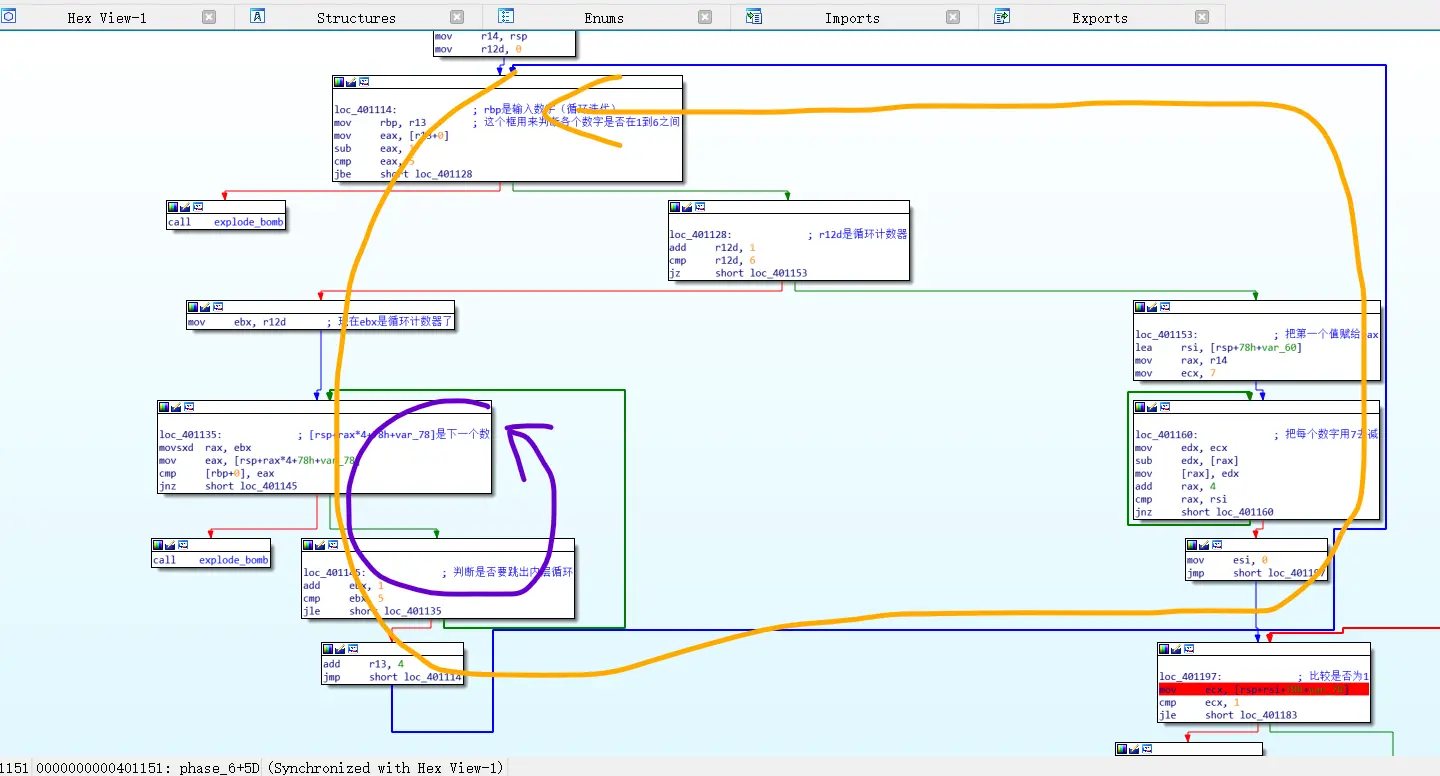 Hex View-1
Structures
Enums
Imports
Exports
mov r14, rsp
mov r12d, 0
loc_401114: ; rbp是输入数字（循环迭代）
mov rbp, r13 ; 这个框用来判断各个数字是否在1到6之间
mov eax, [r13+0]
sub eax, 1
cmp eax, 5
jbe short loc_401128
call explode_bomb
loc_401128: ; r12d是循环计数器
add r12d, 1
cmp r12d, 6
jz short loc_401153
mov ebx, r12d ; 现在ebx是循环计数器了
loc_401153: ; 把第一个值赋给rax
lea rsi, [rsp+78h+var_60]
mov rax, r14
mov ecx, 7
loc_401135: ; [rsp+rax*4+78h+var_78]是下一个数
movsxd rax, ebx
mov eax, [rsp+rax*4+78h+var_78]
cmp [rbp+0], eax
jnz short loc_401145
loc_401160: ; 把每个数字用7去减
mov edx, ecx
sub edx, [rax]
mov [rax], edx
add rax, 4
cmp rax, rsi
jnz short loc_401160
call explode_bomb
loc_401145: ; 判断是否要跳出内层循环
add ebx, 1
cmp ebx, 5
jle short loc_401135
mov esi, 0
jmp short loc_401197
add r13, 4
jmp short loc_401114
loc_401197: ; 比较是否为1
mov ecx,
cmp ecx, 1
jle short loc_401183
1151 0000000000401151: phase_6+5D (Synchronized with Hex View-1)